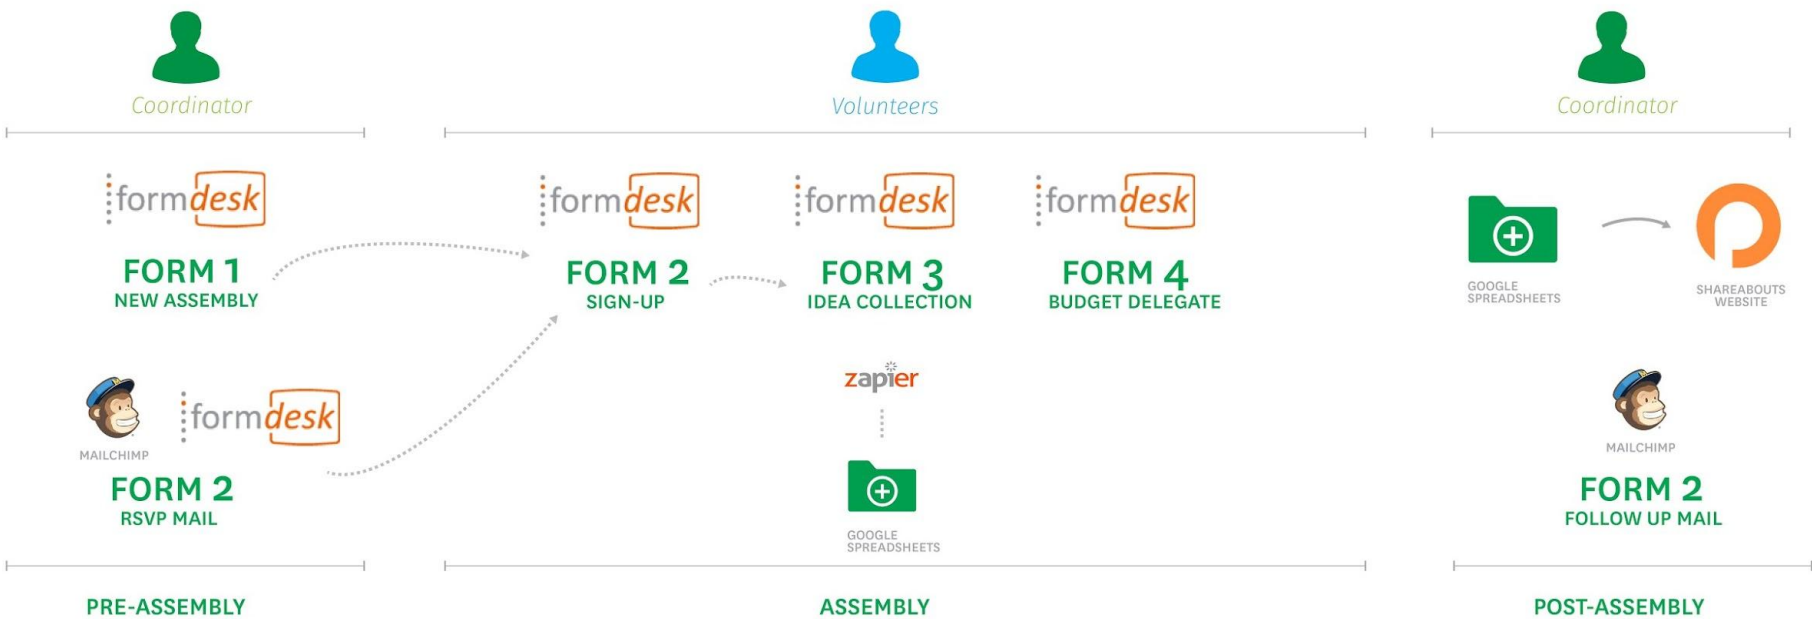 Coordinator
Volunteers
Coordinator
formdesk
FORM 1
NEW ASSEMBLY
MAILCHIMP
formdesk
FORM 2
RSVP MAIL
formdesk
FORM 2
SIGN-UP
formdesk
FORM 3
IDEA COLLECTION
formdesk
FORM 4
BUDGET DELEGATE
zapier
GOOGLE
SPREADSHEETS
GOOGLE
SPREADSHEETS
SHAREABOUTS
WEBSITE
MAILCHIMP
FORM 2
FOLLOW UP MAIL
PRE-ASSEMBLY
ASSEMBLY
POST-ASSEMBLY